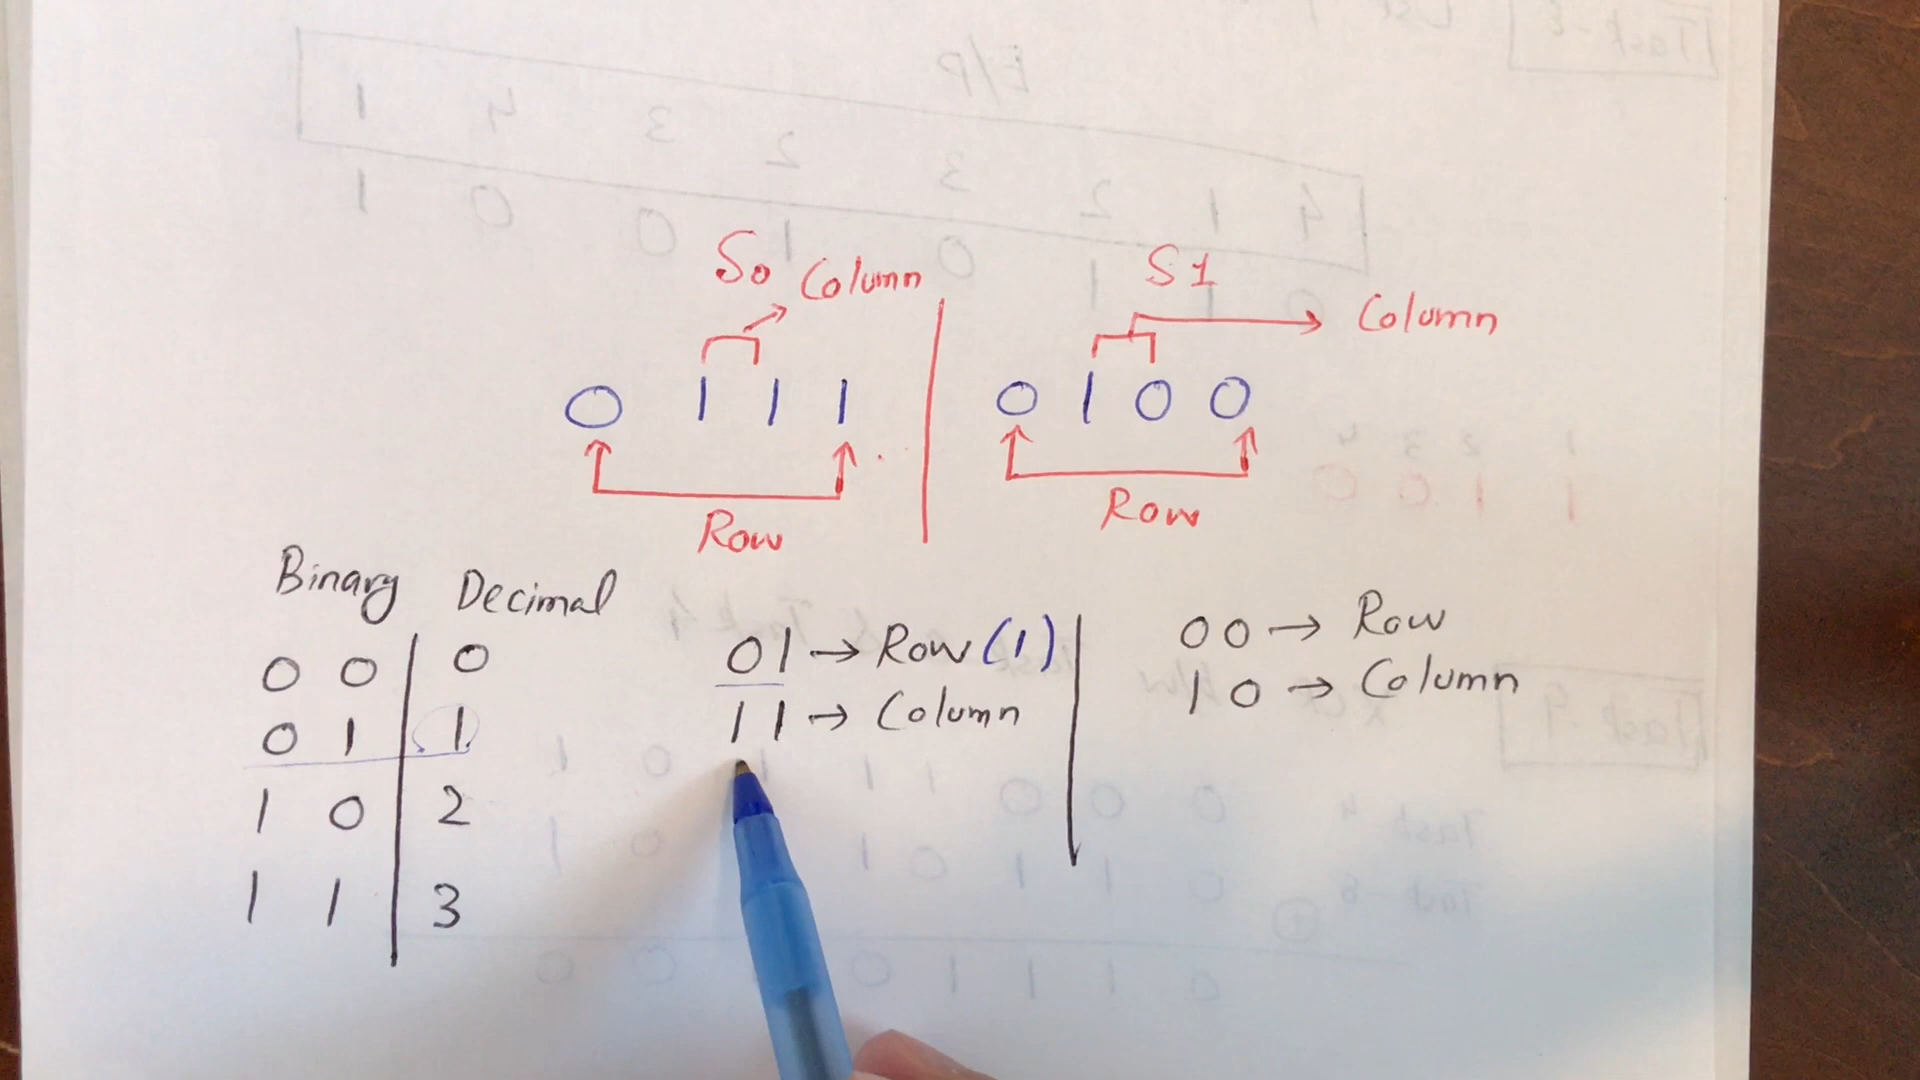 S0 Column
0 1 1 1
Row
S1
Column
0 1 0 0
Row
Binary Decimal
0 0 0
0 1 1
1 0 2
1 1 3
01 → Row (1)
11 → Column
00 → Row
10 → Column